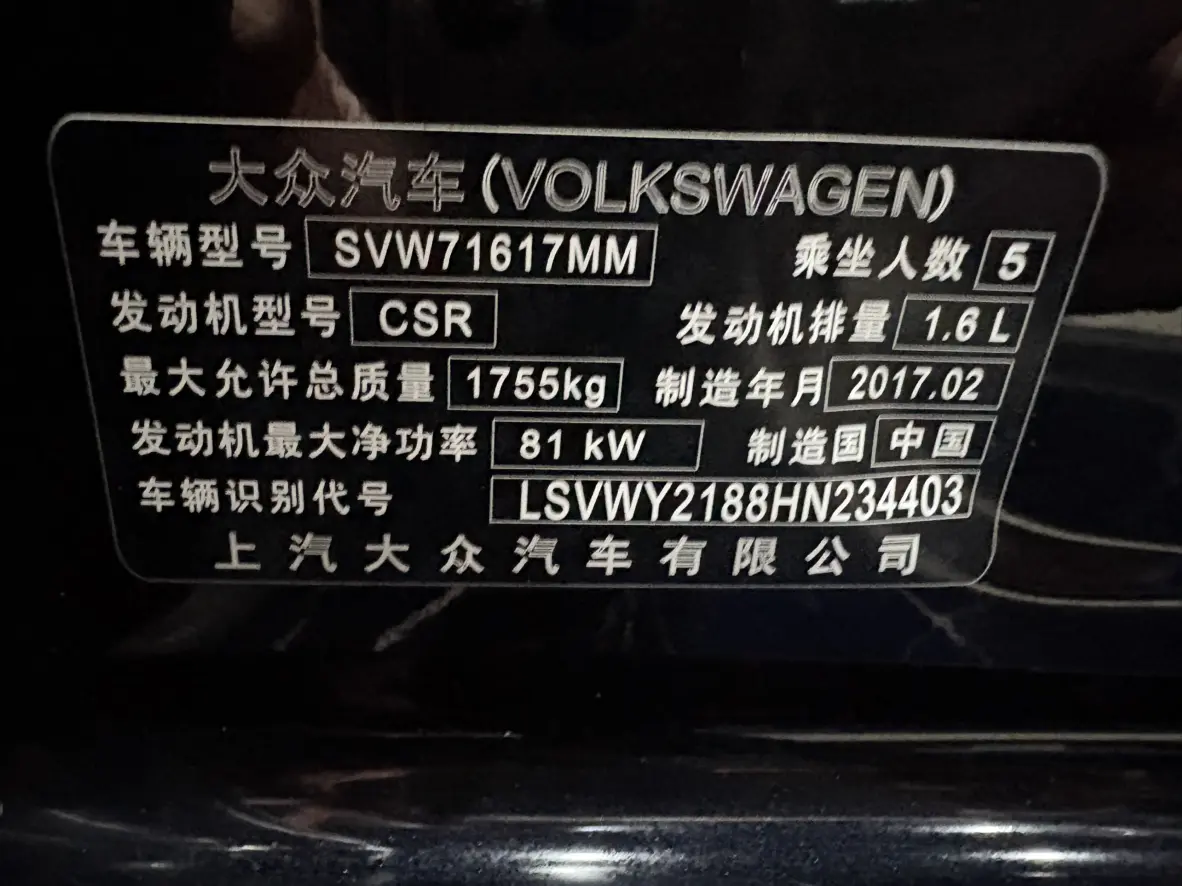 大众汽车(VOLKSWAGEN)
车辆型号 SVW71617MM 乘坐人数 5
发动机型号 CSR 发动机排量 1.6 L
最大允许总质量 1755kg 制造年月 2017.02
发动机最大净功率 81 kW 制造国 中国
车辆识别代号 LSVWY2188HN234403
上汽大众汽车有限公司